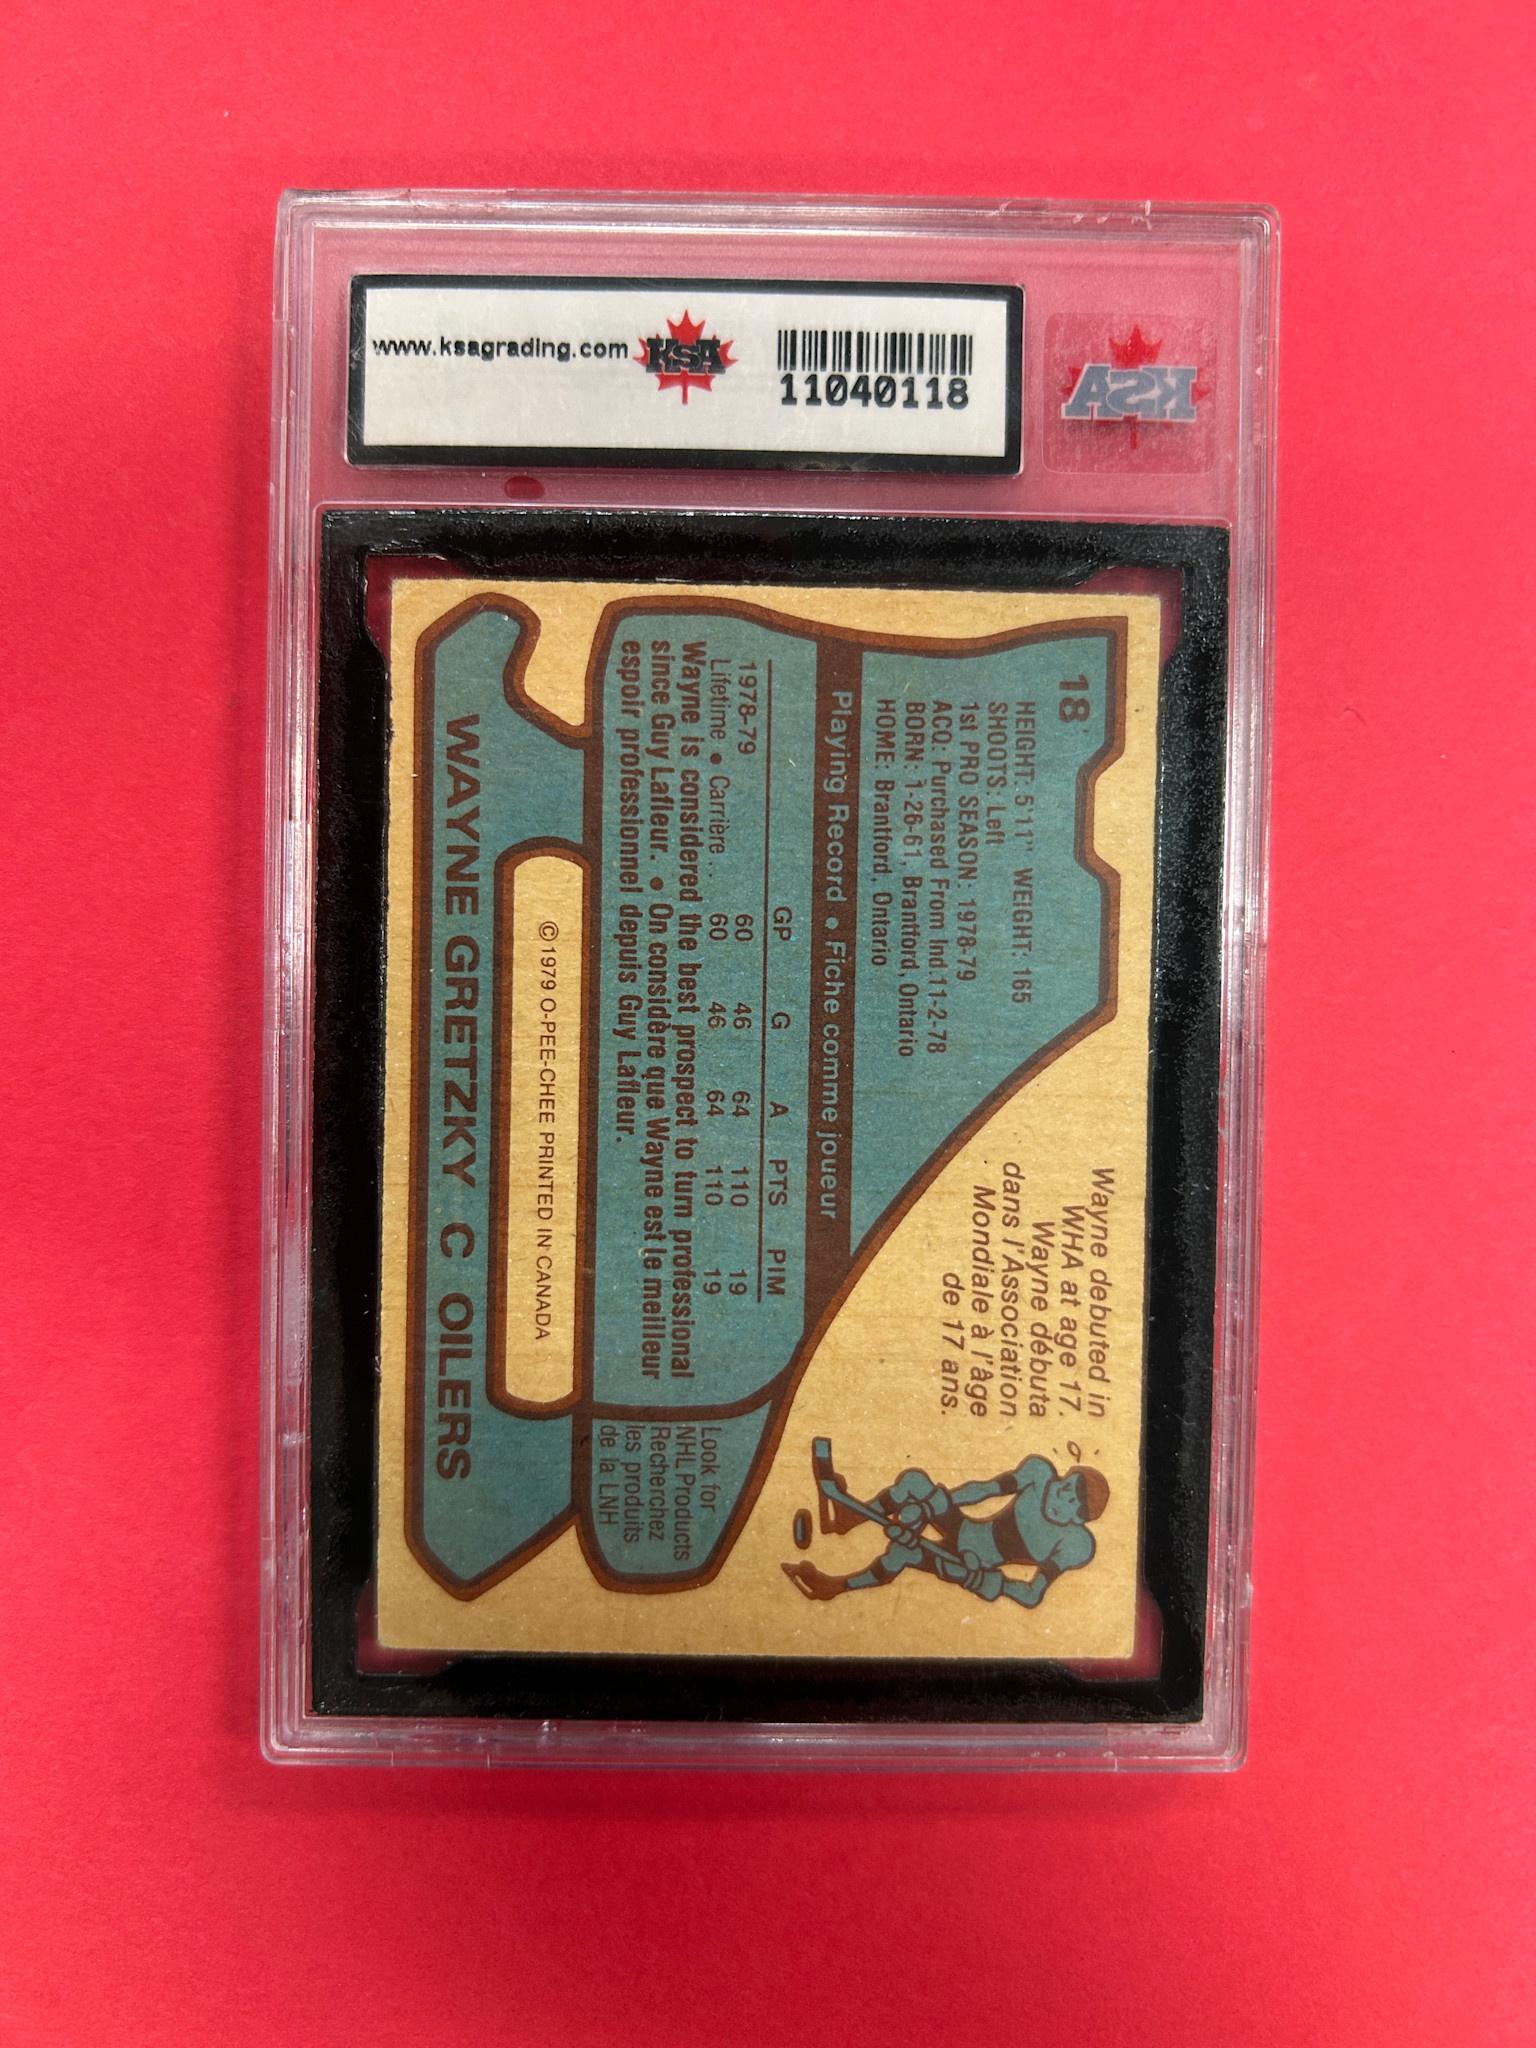 www.ksagrading.com
KSA
11040118
KSA
18
HEIGHT: 5'11" WEIGHT: 165
SHOOTS: Left
1st PRO SEASON: 1978-79
ACQ: Purchased From Ind.11-2-78
BORN: 1-26-61, Brantford, Ontario
HOME: Brantford, Ontario
Wayne debuted in
WHA at age 17.
Wayne débuta
dans l'Association
Mondiale à l'âge
de 17 ans.
Playing Record • Fiche comme joueur
GP G A PTS PIM
1978-79 60 46 64 110 19
Lifetime • Carrière... 60 46 64 110 19
Wayne is considered the best prospect to turn professional
since Guy Lafleur. • On considère que Wayne est le meilleur
espoir professionnel depuis Guy Lafleur.
Look for
NHL Products
Recherchez
les produits
de la LNH
©1979 O-PEE-CHEE PRINTED IN CANADA
WAYNE GRETZKY C OILERS